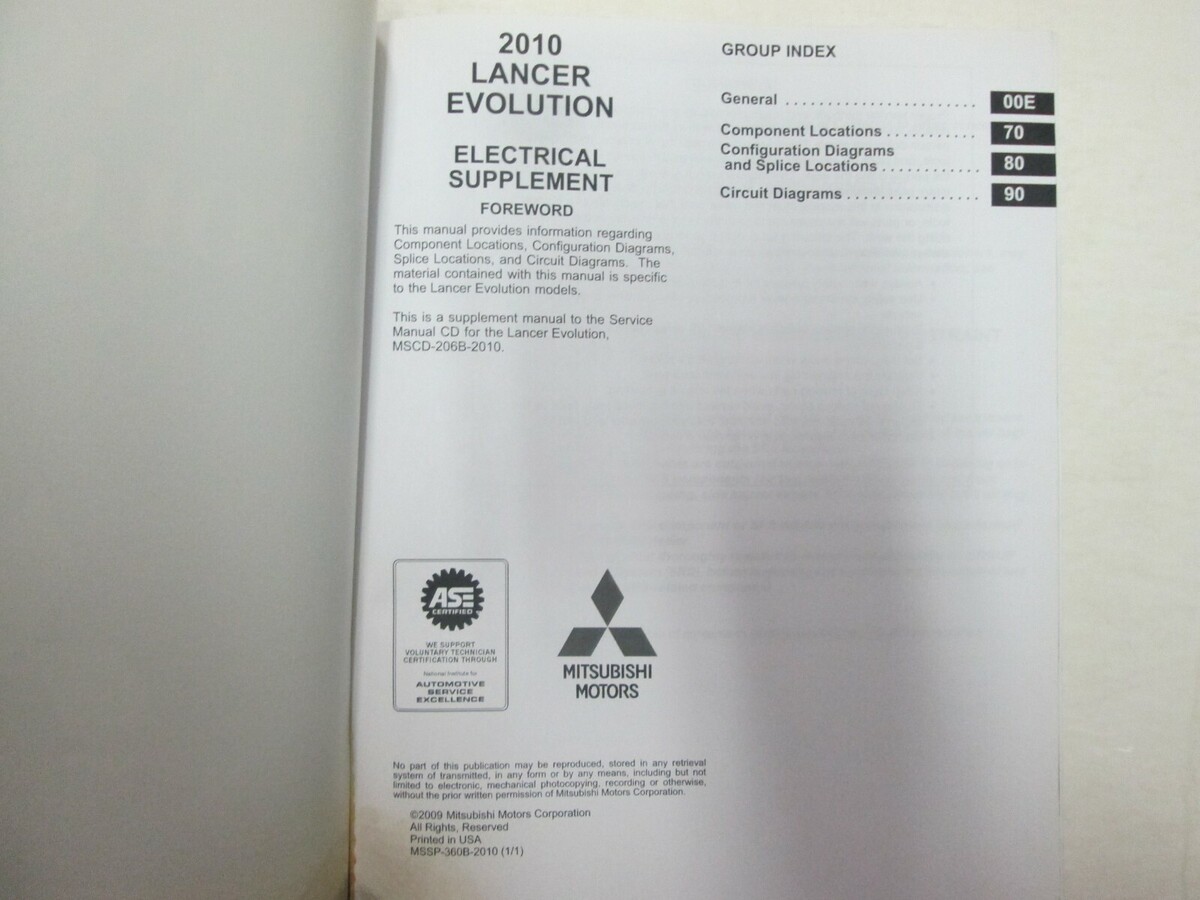 2010
LANCER
EVOLUTION
ELECTRICAL
SUPPLEMENT
FOREWORD
This manual provides information regarding
Component Locations, Configuration Diagrams,
Splice Locations, and Circuit Diagrams. The
material contained with this manual is specific
to the Lancer Evolution models.
This is a supplement manual to the Service
Manual CD for the Lancer Evolution,
MSCD-206B-2010.
GROUP INDEX
General . . . . . . . . . . . . . . . . . . . . . . . 00E
Component Locations . . . . . . . . . . . 70
Configuration Diagrams
and Splice Locations . . . . . . . . . . . . 80
Circuit Diagrams . . . . . . . . . . . . . . . . 90
ASE
CERTIFIED
WE SUPPORT
VOLUNTARY TECHNICIAN
CERTIFICATION THROUGH
National Institute for
AUTOMOTIVE
SERVICE
EXCELLENCE
MITSUBISHI
MOTORS
No part of this publication may be reproduced, stored in any retrieval
system of transmitted, in any form or by any means, including but not
limited to electronic, mechanical photocopying, recording or otherwise,
without the prior written permission of Mitsubishi Motors Corporation.
©2009 Mitsubishi Motors Corporation
All Rights, Reserved
Printed in USA
MSSP-360B-2010 (1/1)